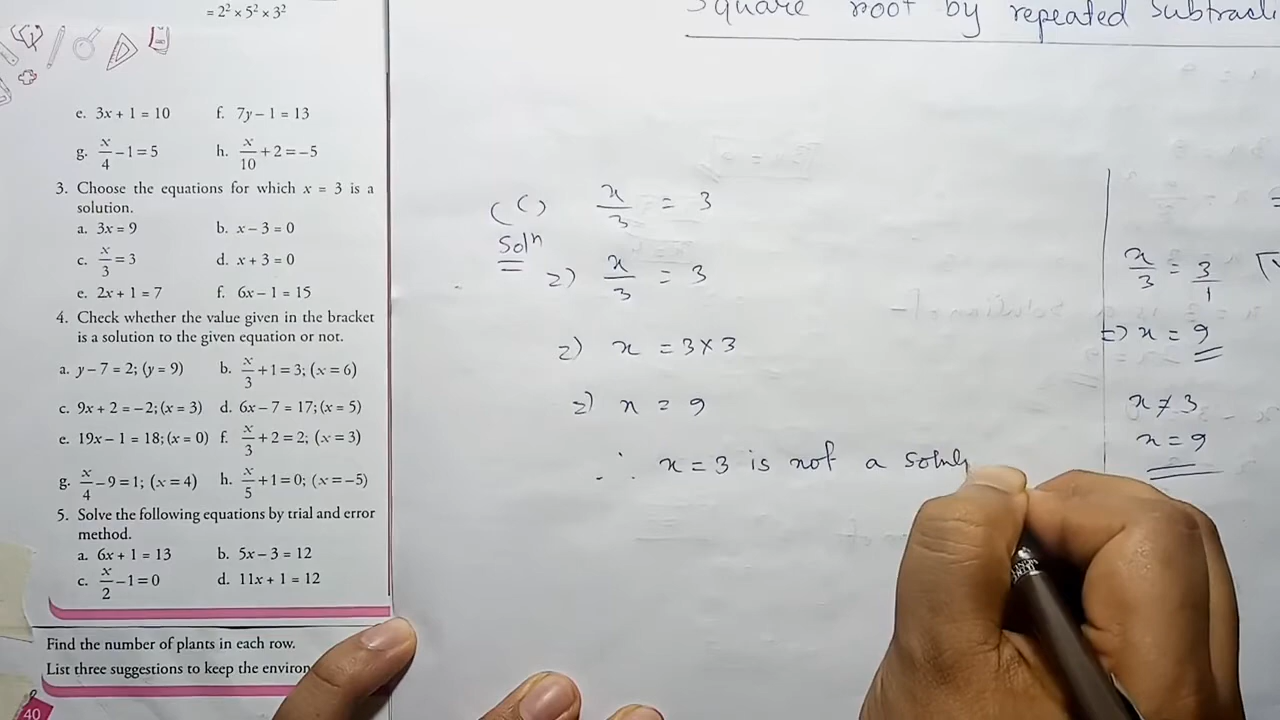 = 2² × 5² × 3²
e. 3x + 1 = 10 f. 7y – 1 = 13
g. x/4 – 1 = 5 h. x/10 + 2 = –5
3. Choose the equations for which x = 3 is a
solution.
a. 3x = 9 b. x – 3 = 0
c. x/3 = 3 d. x + 3 = 0
e. 2x + 1 = 7 f. 6x – 1 = 15
4. Check whether the value given in the bracket
is a solution to the given equation or not.
a. y – 7 = 2; (y = 9) b. x/3 + 1 = 3; (x = 6)
c. 9x + 2 = –2; (x = 3) d. 6x – 7 = 17; (x = 5)
e. 19x – 1 = 18; (x = 0) f. x/3 + 2 = 2; (x = 3)
g. x/4 – 9 = 1; (x = 4) h. x/5 + 1 = 0; (x = –5)
5. Solve the following equations by trial and error
method.
a. 6x + 1 = 13 b. 5x – 3 = 12
c. x/2 – 1 = 0 d. 11x + 1 = 12
Find the number of plants in each row.
List three suggestions to keep the
40
Square root by repeated
(c) x/3 = 3
Soln
=) x/3 = 3
=) x = 3 × 3
=) x = 9
∴ x = 3 is not a
x/3 = 3/1
=) x = 9
x ≠ 3
x = 9